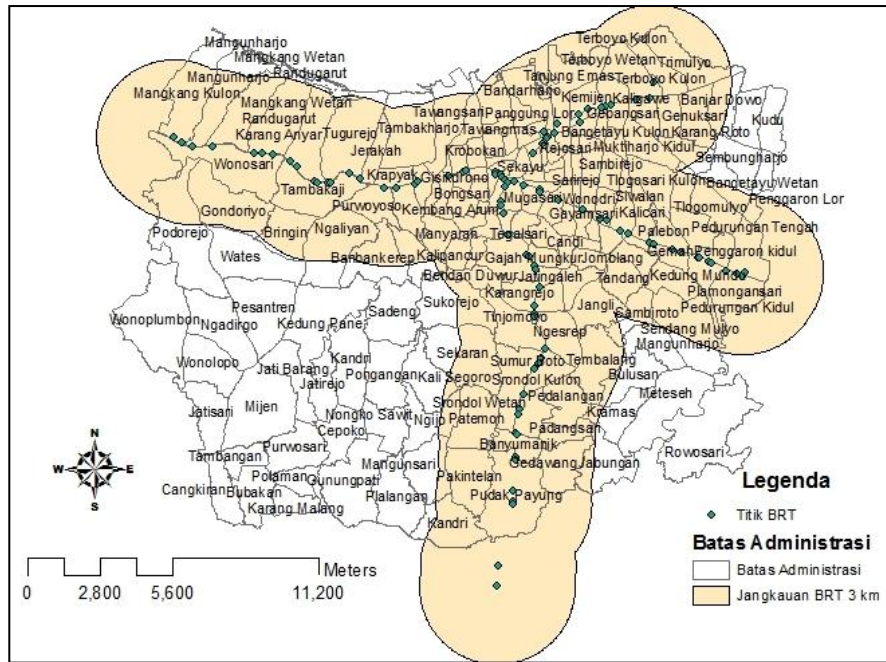 Terboyo Kulon
Mangunharjo
Mangkang Wetan
Randugarut
Terboyo Wetan
Trimulyo
Mangunharjo
Tanjung Emas
Terboyo Kulon
Mangkang Kulon
Bandarharjo
Mangkang Wetan
Kemijen
Kaligawe
Banjar Dowo
Randugarut
Tawangsari
Panggung Lor
Gebangsari
Genuksari
Kudu
Karang Anyar
Tugurejo
Tambakharjo
Tawangmas
Bangetayu Kulon
Karang Roto
Jerakah
Krobokan
Rejosari
Muktiharjo Kidul
Sembungharjo
Wonosari
Sekayu
Sambirejo
Krapyak
Gisikdrono
Sarirejo
Tlogosari Kulon
Bangetayu Wetan
Tambakaji
Bongsari
Mugasari
Wonodri
Siwalan
Penggaron Lor
Gondoriyo
Purwoyoso
Kembang Arum
Gayamsari
Kalicari
Tlogomulyo
Podorejo
Bringin
Ngaliyan
Manyaran
Tegalsari
Candi
Palebon
Pedurungan Tengah
Wates
Banbankerep
Kalipancur
Gajah Mungkur
Jomblang
Gemah
Penggaron kidul
Bendan Duwur
Jatingaleh
Tandang
Kedung Mundu
Pesantren
Sadeng
Sukorejo
Karangrejo
Jangli
Plamongansari
Wonoplumbon
Ngadirgo
Kedung Pane
Tinjomoyo
Sambiroto
Pedurungan Kidul
Ngesrep
Sendang Mulyo
Mangunharjo
Wonolopo
Kandri
Sekaran
Sumur Boto
Tembalang
Jati Barang
Pongangan
Kali Segoro
Srondol Kulon
Bulusan
Jatirejo
Pedalangan
Meteseh
Jatisari
Mijen
Nongko Sawit
Ngijo
Srondol Wetan
Patemon
Kramas
Cepoko
Padangsari
Purwosari
Banyumanik
Rowosari
Tambangan
Mangunsari
Gedawang
Jabungan
Polaman
Gunungpati
Pakintelan
Cangkiran
Bubakan
Plalangan
Pudak Payung
Karang Malang
Kandri
N
W
E
S
Meters
0
2,800
5,600
11,200
Legenda
Titik BRT
Batas Administrasi
Batas Administrasi
Jangkauan BRT 3 km